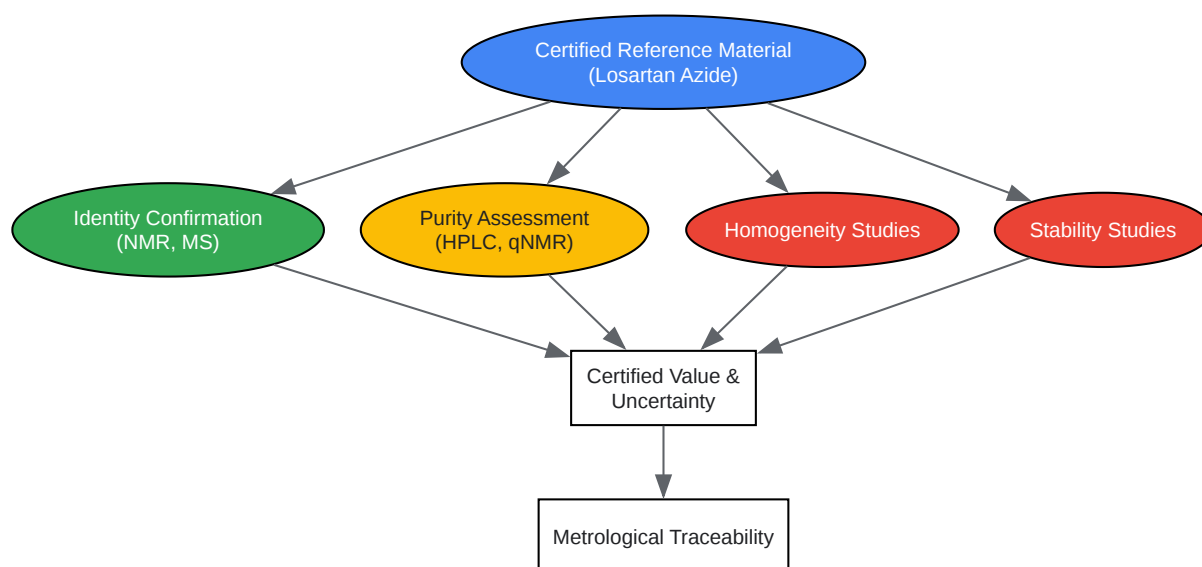 Certified Reference Material
(Losartan Azide)
Identity Confirmation
(NMR, MS)
Purity Assessment
(HPLC, qNMR)
Homogeneity Studies
Stability Studies
Certified Value &
Uncertainty
Metrological Traceability